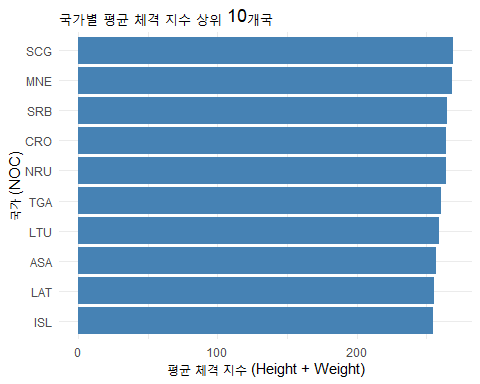 국가별 평균 체격 지수 상위 10개국
국가 (NOC)
SCG
MNE
SRB
CRO
NRU
TGA
LTU
ASA
LAT
ISL
0 100 200
평균 체격 지수 (Height + Weight)